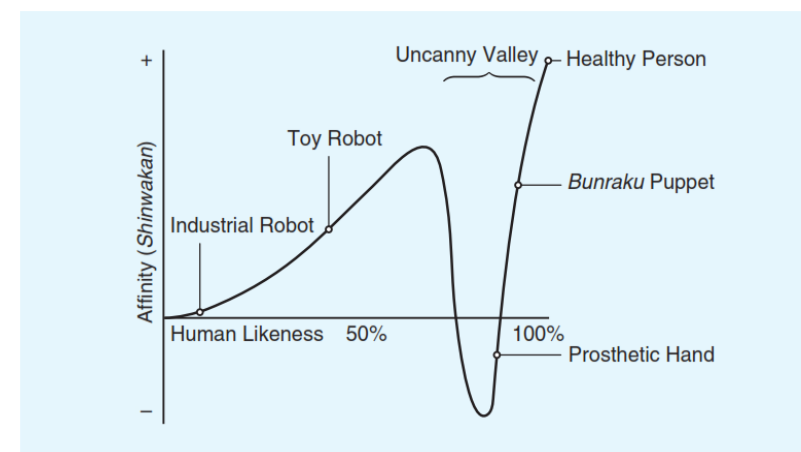 +
Uncanny Valley
Healthy Person
Toy Robot
Bunraku Puppet
Industrial Robot
Affinity (Shinwakan)
Human Likeness 50% 100%
Prosthetic Hand
–